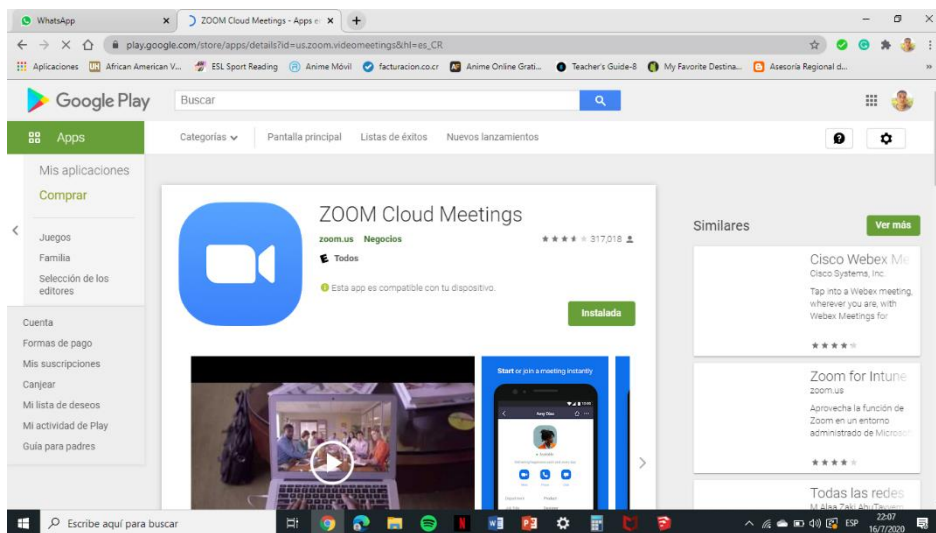 WhatsApp
ZOOM Cloud Meetings - Apps e
play.google.com/store/apps/details?id=us.zoom.videomeetings&hl=es_CR
Aplicaciones
African American V...
ESL Sport Reading
Anime Móvil
facturacion.co.cr
Anime Online Grati...
Teacher's Guide-8
My Favorite Destina...
Asesoría Regional d...
Google Play
Buscar
Apps
Categorías
Pantalla principal
Listas de éxitos
Nuevos lanzamientos
Mis aplicaciones
Comprar
Juegos
Familia
Selección de los
editores
Cuenta
Formas de pago
Mis suscripciones
Canjear
Mi lista de deseos
Mi actividad de Play
Guía para padres
ZOOM Cloud Meetings
zoom.us Negocios
317,018
E Todos
Esta app es compatible con tu dispositivo.
Instalada
Start or join a meeting instantly
Similares
Ver más
Cisco Webex Me
Cisco Systems, Inc.
Tap into a Webex meeting,
wherever you are, with
Webex Meetings for
Zoom for Intune
zoom.us
Aprovecha la función de
Zoom en un entorno
administrado de Microsof
Todas las redes
Escribe aquí para buscar
ESP
22:07
16/7/2020